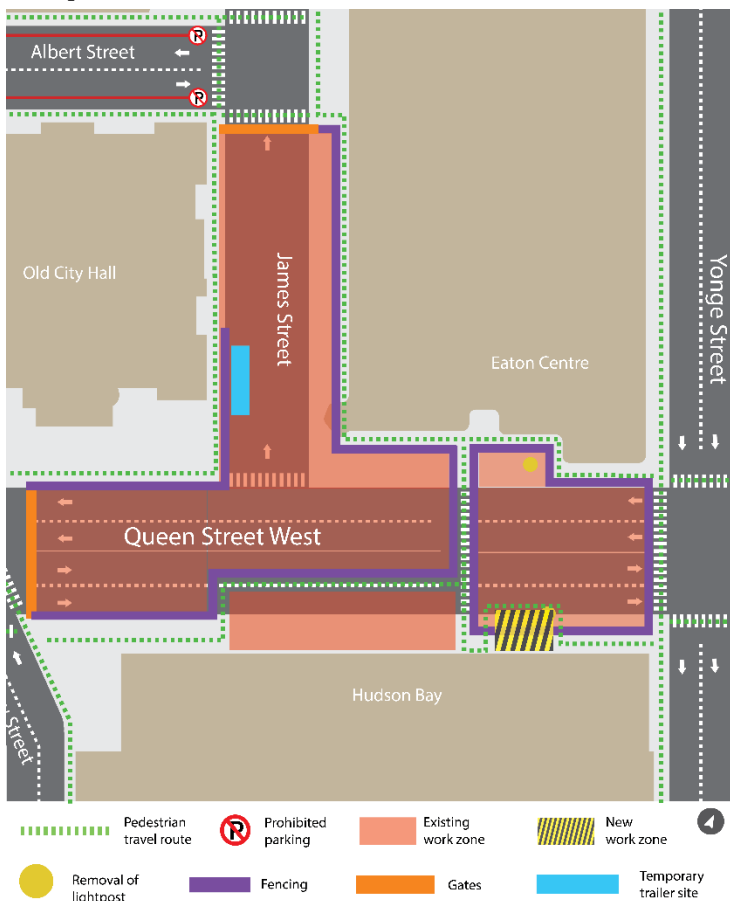 Albert Street
P
P
Old City Hall
James Street
Yonge Street
Eaton Centre
Queen Street West
Hudson Bay
Street
Pedestrian
travel route
P
Prohibited
parking
Existing
work zone
New
work zone
Removal of
lightpost
Fencing
Gates
Temporary
trailer site